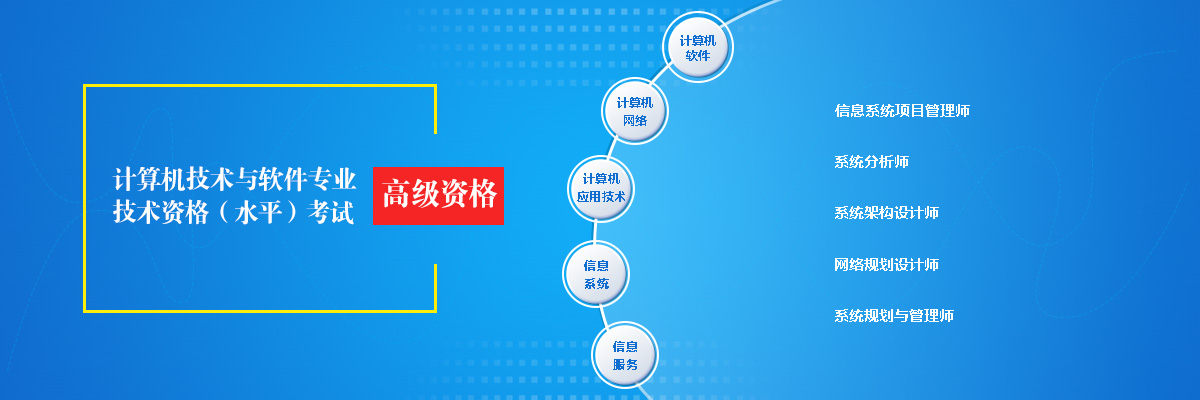 计算机技术与软件专业
技术资格（水平）考试
高级资格
计算机
软件
计算机
网络
计算机
应用技术
信息
系统
信息
服务
信息系统项目管理师
系统分析师
系统架构设计师
网络规划设计师
系统规划与管理师